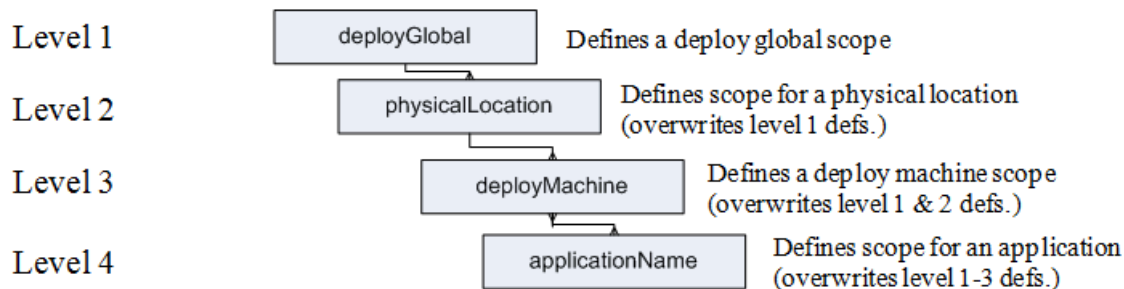 Level 1
deployGlobal
Defines a deploy global scope
Level 2
physicalLocation
Defines scope for a physical location
(overwrites level 1 defs.)
Level 3
deployMachine
Defines a deploy machine scope
(overwrites level 1 & 2 defs.)
Level 4
applicationName
Defines scope for an application
(overwrites level 1-3 defs.)